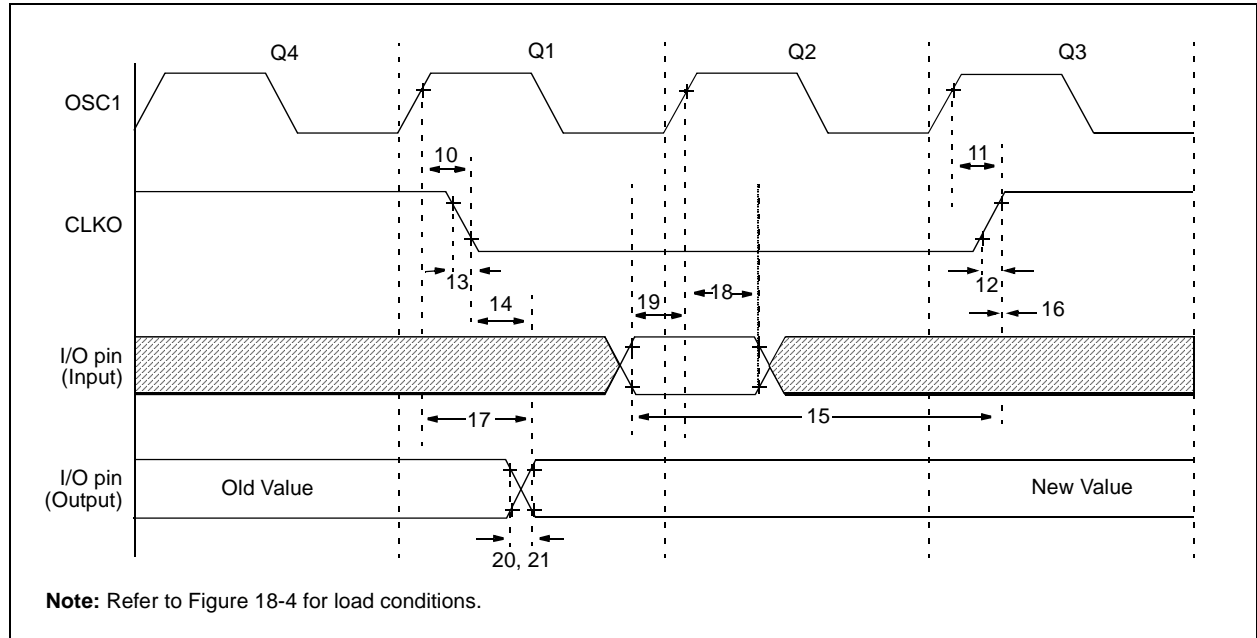 Q4 Q1 Q2 Q3
OSC1
10 11
CLKO
13 12
14 19 18 16
I/O pin
(Input)
17 15
I/O pin
(Output)
Old Value New Value
20, 21
Note: Refer to Figure 18-4 for load conditions.